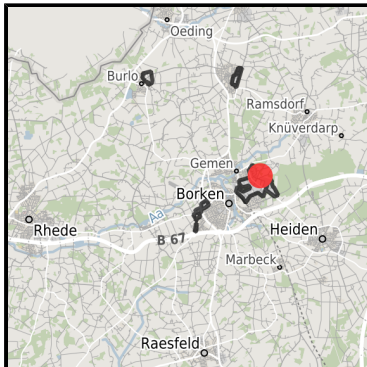 Oeding
Burlo
Ramsdorf
Knüverdarp
Gemen
Borken
Aa
Rhede
B 67
Heiden
Marbeck
Raesfeld